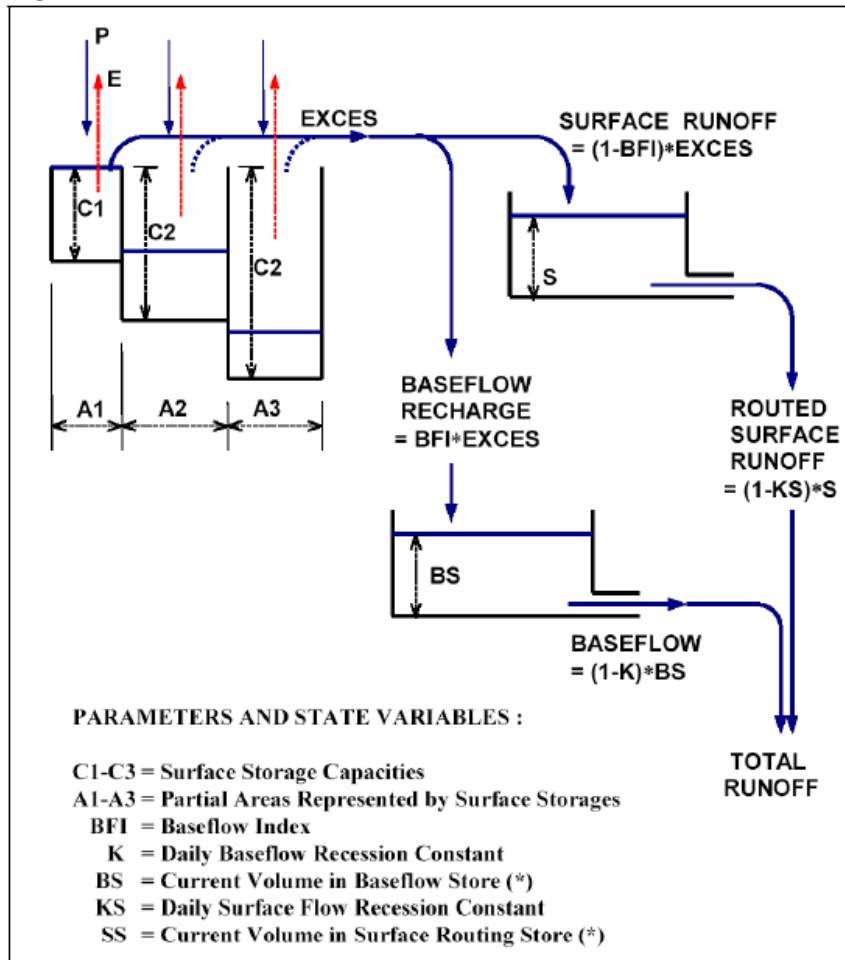 P
E
EXCES
SURFACE RUNOFF
= (1-BFI)*EXCES
C1
C2
C2
S
A1
A2
A3
BASEFLOW
RECHARGE
= BFI*EXCES
ROUTED
SURFACE
RUNOFF
= (1-KS)*S
BS
BASEFLOW
= (1-K)*BS
TOTAL
RUNOFF
PARAMETERS AND STATE VARIABLES :
C1-C3 = Surface Storage Capacities
A1-A3 = Partial Areas Represented by Surface Storages
BFI = Baseflow Index
K = Daily Baseflow Recession Constant
BS = Current Volume in Baseflow Store (*)
KS = Daily Surface Flow Recession Constant
SS = Current Volume in Surface Routing Store (*)